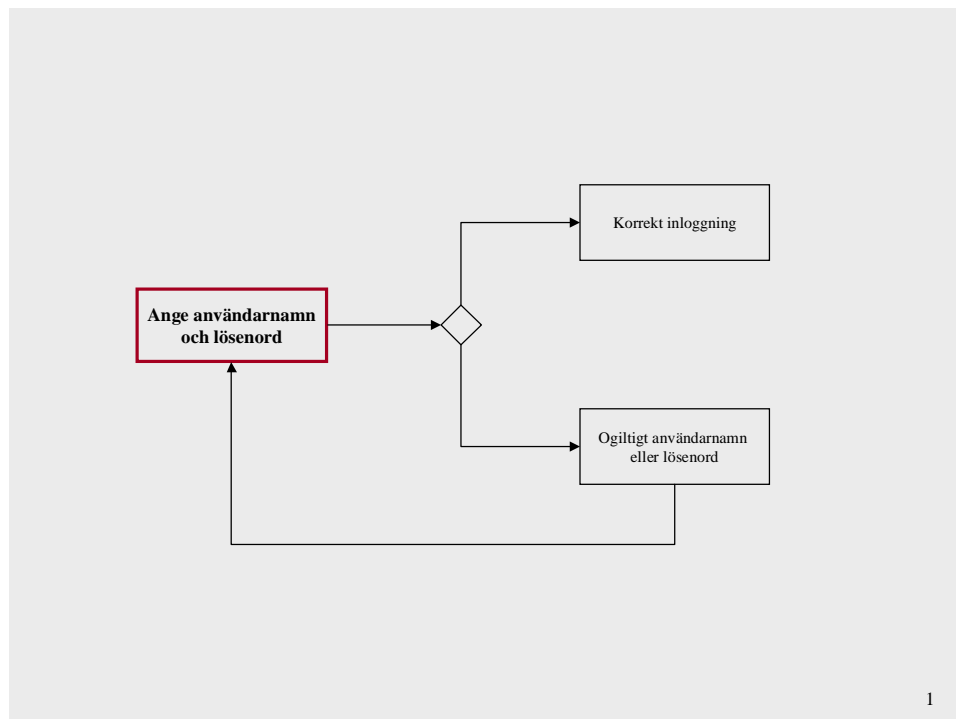 Korrekt inloggning
Ange användarnamn
och lösenord
Ogiltigt användarnamn
eller lösenord
1